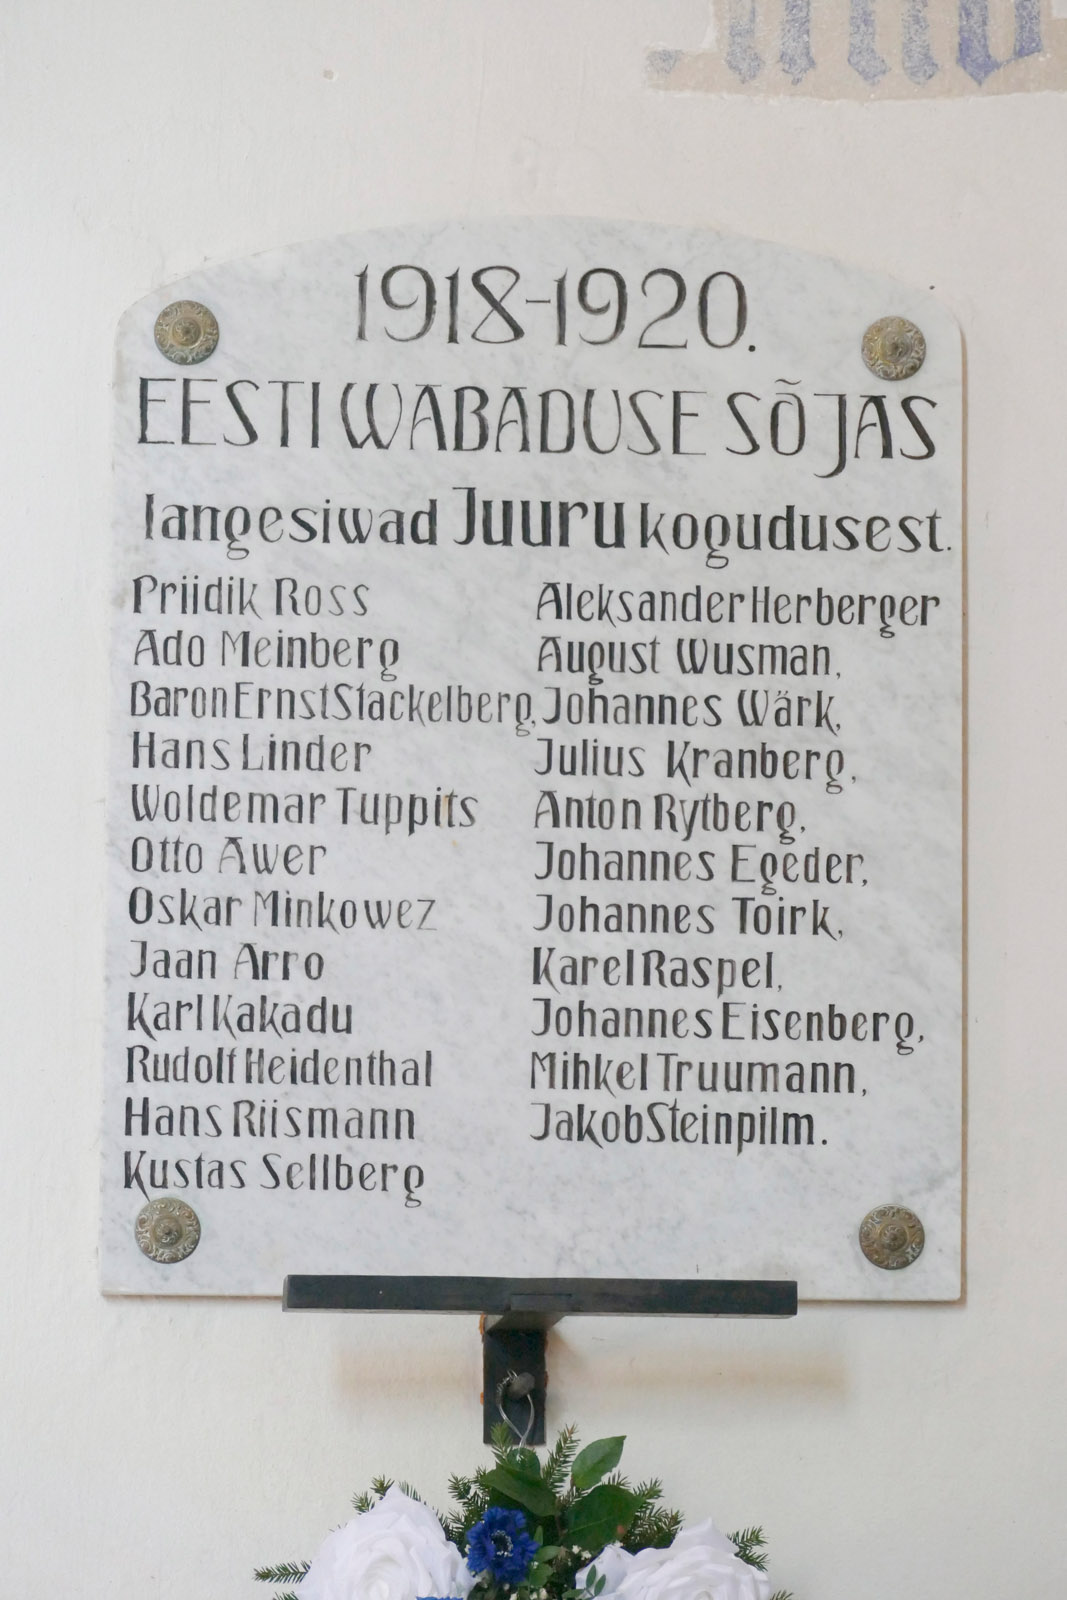 1918-1920.
EESTI WABADUSE SÕJAS
langesiwad Juuru kogudusest.
Priidik Ross
Ado Meinberg
Baron Ernst Stackelberg,
Hans Linder
Woldemar Tuppits
Otto Awer
Oskar Minkowez
Jaan Arro
Karl Kakadu
Rudolf Heidenthal
Hans Riismann
Kustas Sellberg
Aleksander Herberger
August Wusman,
Johannes Wärk,
Julius Kranberg,
Anton Rytberg,
Johannes Egeder,
Johannes Toirk,
Karel Raspel,
Johannes Eisenberg,
Mihkel Truumann,
Jakob Steinpilm.